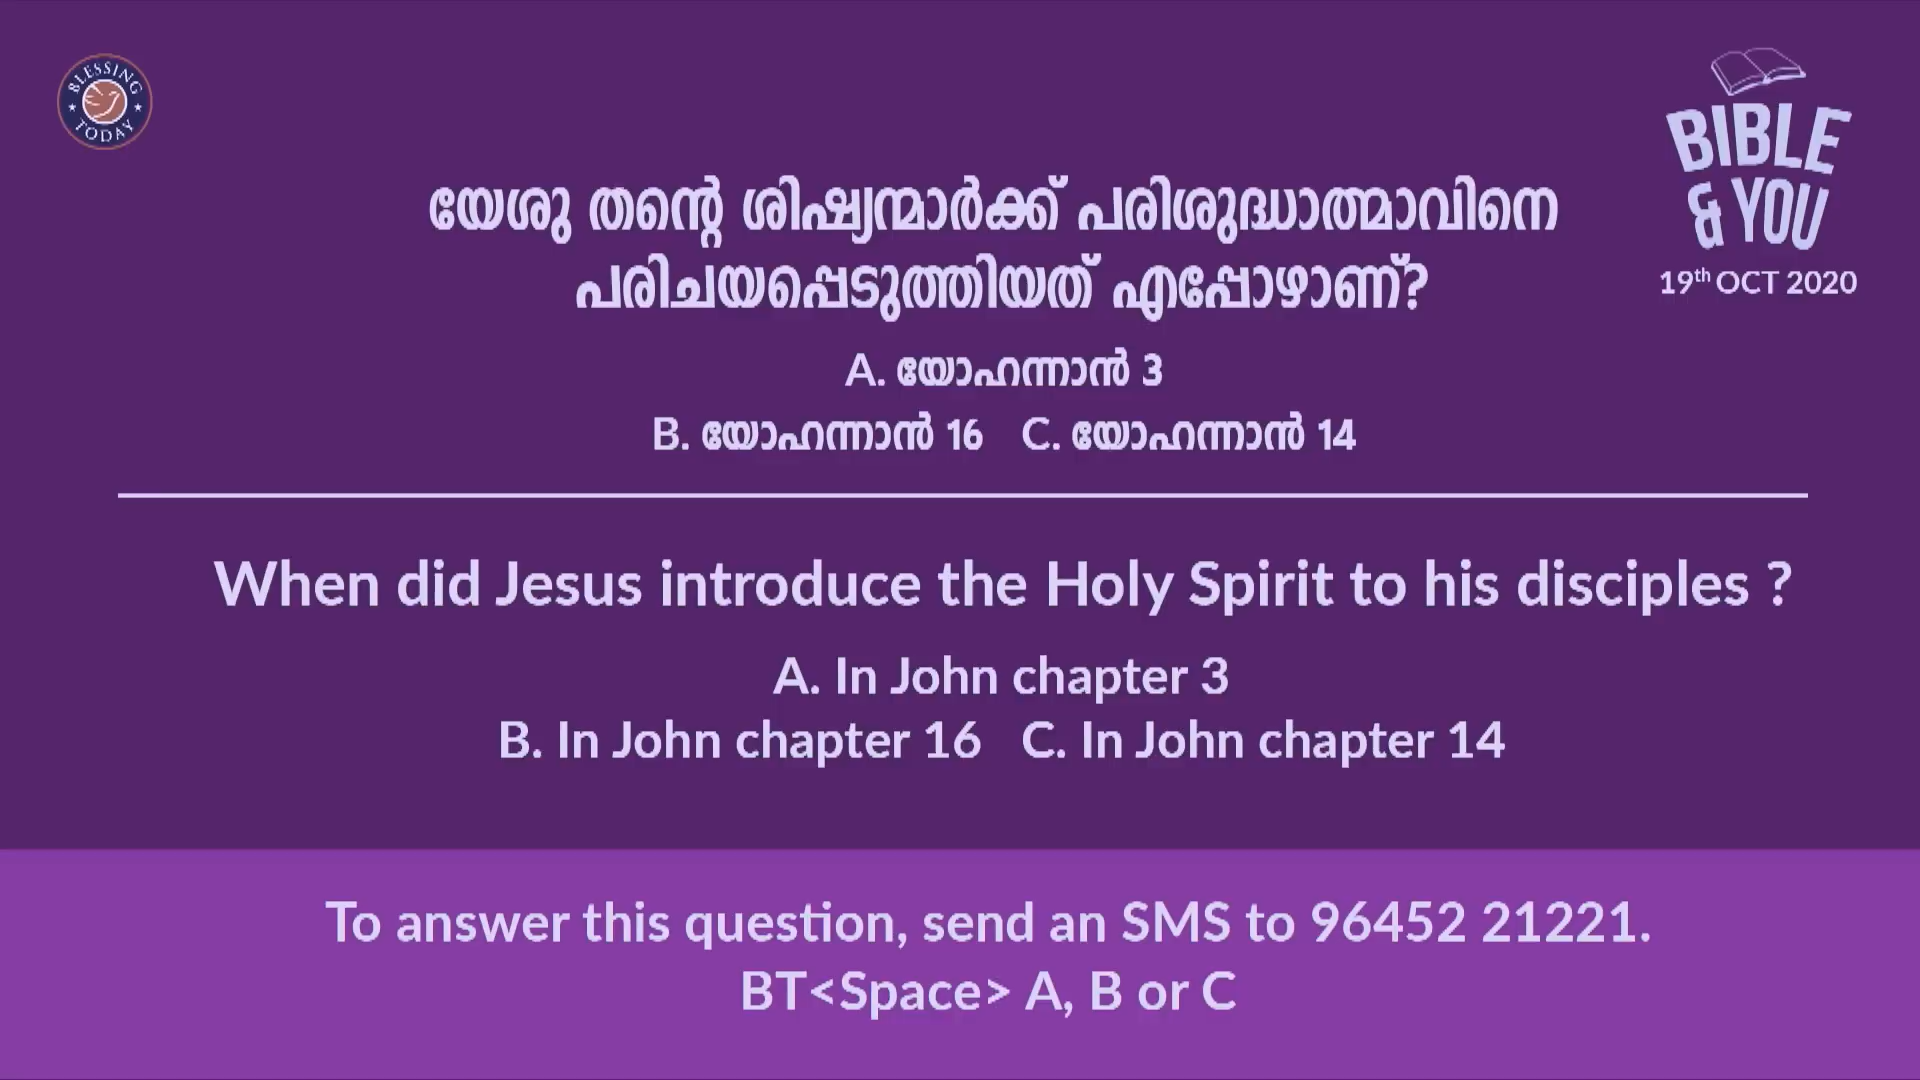 BLESSING TODAY
BIBLE
& YOU
19th OCT 2020
യേശു തന്റെ ശിഷ്യന്മാർക്ക് പരിശുദ്ധാത്മാവിനെ
പരിചയപ്പെടുത്തിയത് എപ്പോഴാണ്?
A. യോഹന്നാൻ 3
B. യോഹന്നാൻ 16 C. യോഹന്നാൻ 14
When did Jesus introduce the Holy Spirit to his disciples ?
A. In John chapter 3
B. In John chapter 16 C. In John chapter 14
To answer this question, send an SMS to 96452 21221.
BT<Space> A, B or C